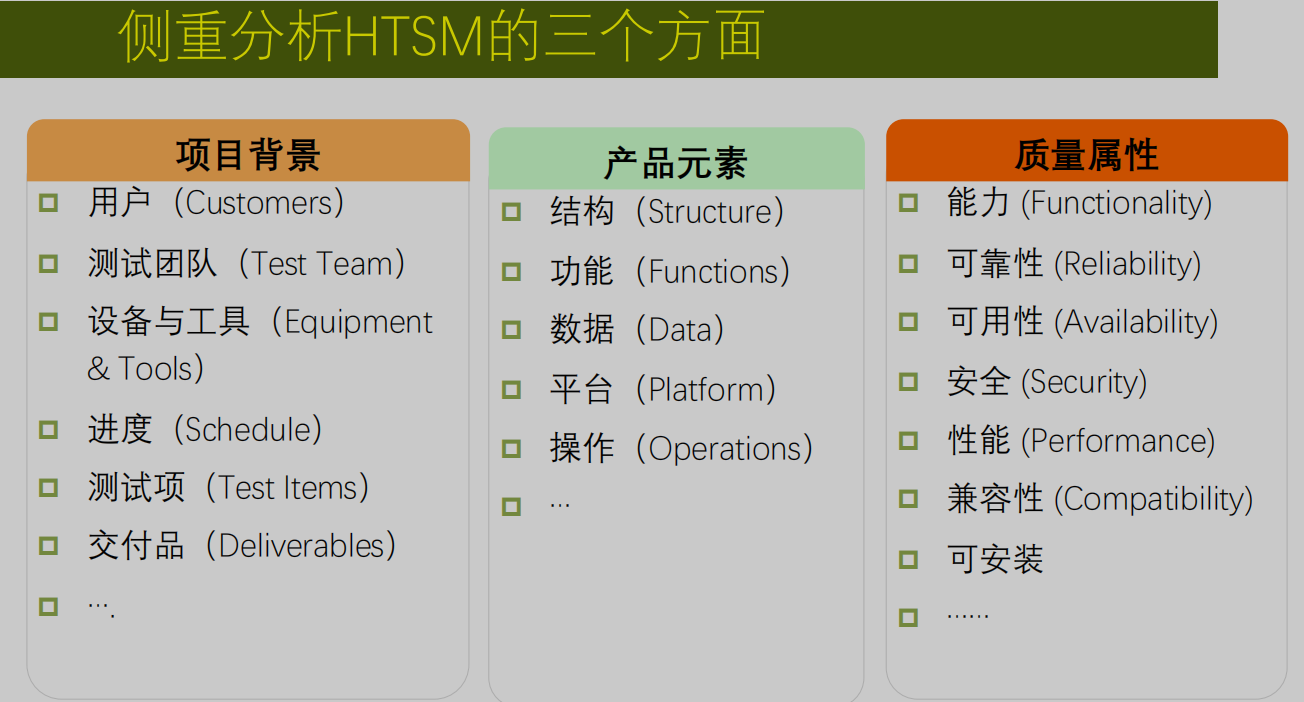 侧重分析HTSM的三个方面
项目背景
用户（Customers）
测试团队（Test Team）
设备与工具（Equipment
& Tools）
进度（Schedule）
测试项（Test Items）
交付品（Deliverables）
….
产品元素
结构（Structure）
功能（Functions）
数据（Data）
平台（Platform）
操作（Operations）
…
质量属性
能力 (Functionality)
可靠性 (Reliability)
可用性 (Availability)
安全 (Security)
性能 (Performance)
兼容性 (Compatibility)
可安装
……